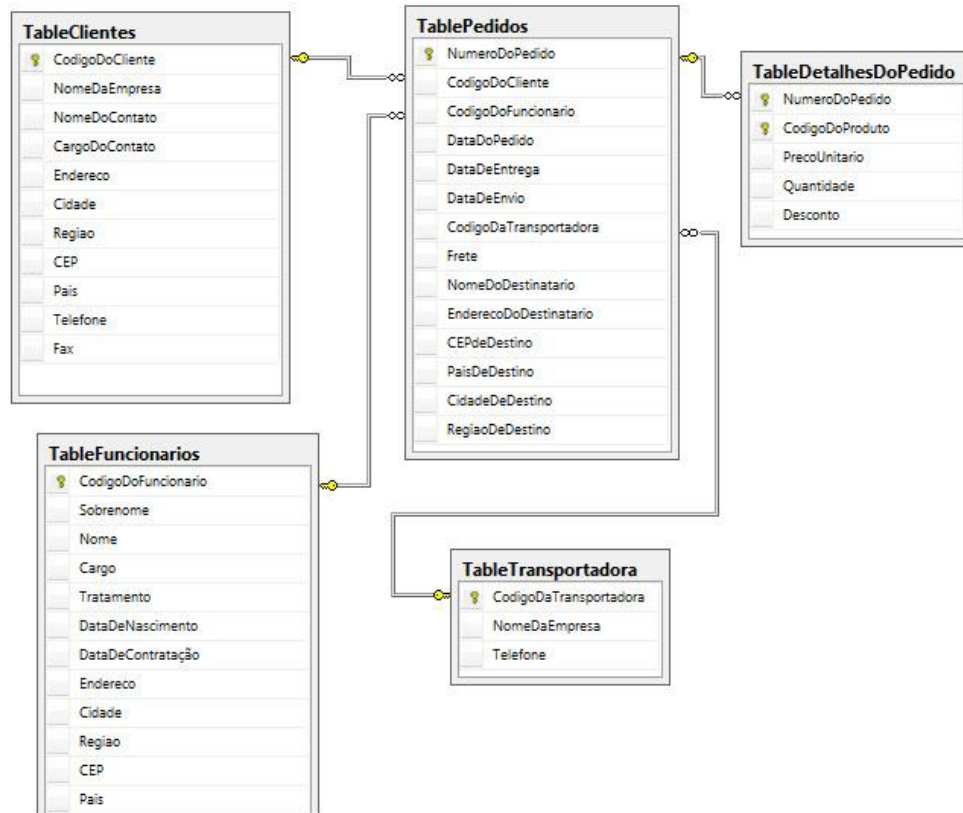 TableClientes
CodigoDoCliente
NomeDaEmpresa
NomeDoContato
CargoDoContato
Endereco
Cidade
Regiao
CEP
Pais
Telefone
Fax
TablePedidos
NumeroDoPedido
CodigoDoCliente
CodigoDoFuncionario
DataDoPedido
DataDeEntrega
DataDeEnvio
CodigoDaTransportadora
Frete
NomeDoDestinatario
EnderecoDoDestinatario
CEPdeDestino
PaisDeDestino
CidadeDeDestino
RegiaoDeDestino
TableDetalhesDoPedido
NumeroDoPedido
CodigoDoProduto
PrecoUnitario
Quantidade
Desconto
TableFuncionarios
CodigoDoFuncionario
Sobrenome
Nome
Cargo
Tratamento
DataDeNascimento
DataDeContratação
Endereco
Cidade
Regiao
CEP
Pais
TableTransportadora
CodigoDaTransportadora
NomeDaEmpresa
Telefone